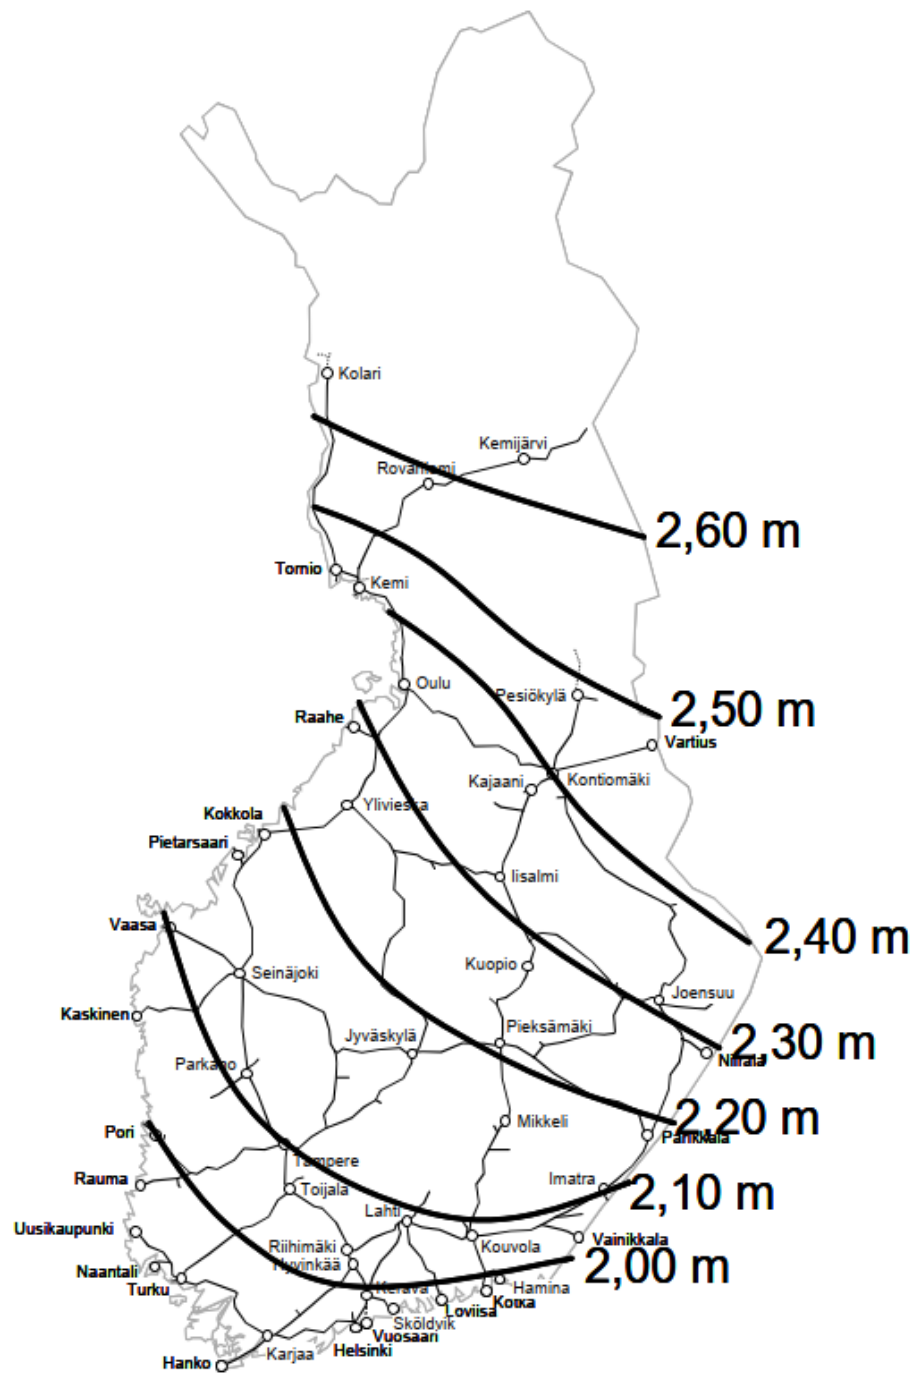 Kolari
Kemijärvi
Rovaniemi
2,60 m
Tornio
Kemi
Oulu
Pesiökylä
2,50 m
Raahe
Vartius
Kajaani
Kontiomäki
Ylivieska
Kokkola
Pietarsaari
Iisalmi
Vaasa
2,40 m
Seinäjoki
Kuopio
Joensuu
Kaskinen
Pieksämäki
Jyväskylä
2,30 m
Niirala
Parkano
2,20 m
Mikkeli
Pori
Parikkala
Tampere
Rauma
Imatra
Toijala
2,10 m
Lahti
Uusikaupunki
Vainikkala
Riihimäki
Kouvola
Hyvinkää
2,00 m
Naantali
Turku
Kerava
Hamina
Kotka
Loviisa
Sköldvik
Vuosaari
Helsinki
Karjaa
Hanko